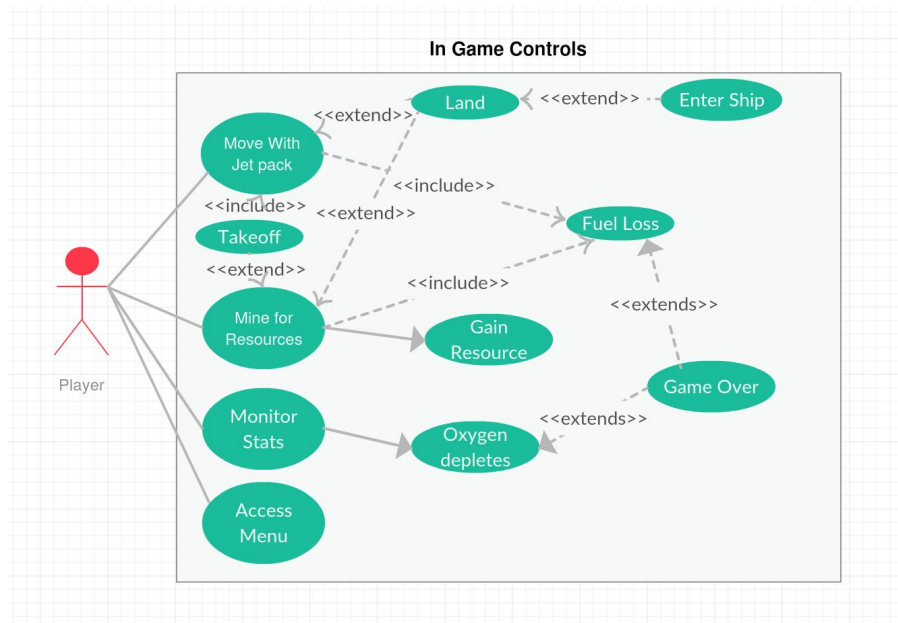 In Game Controls
Land
<<extend>>
Enter Ship
<<extend>>
Move With
Jet pack
<<include>>
<<include>>
<<extend>>
Fuel Loss
Takeoff
<<extend>>
<<include>>
<<extends>>
Mine for
Resources
Gain
Resource
Player
Game Over
Monitor
Stats
<<extends>>
Oxygen
depletes
Access
Menu